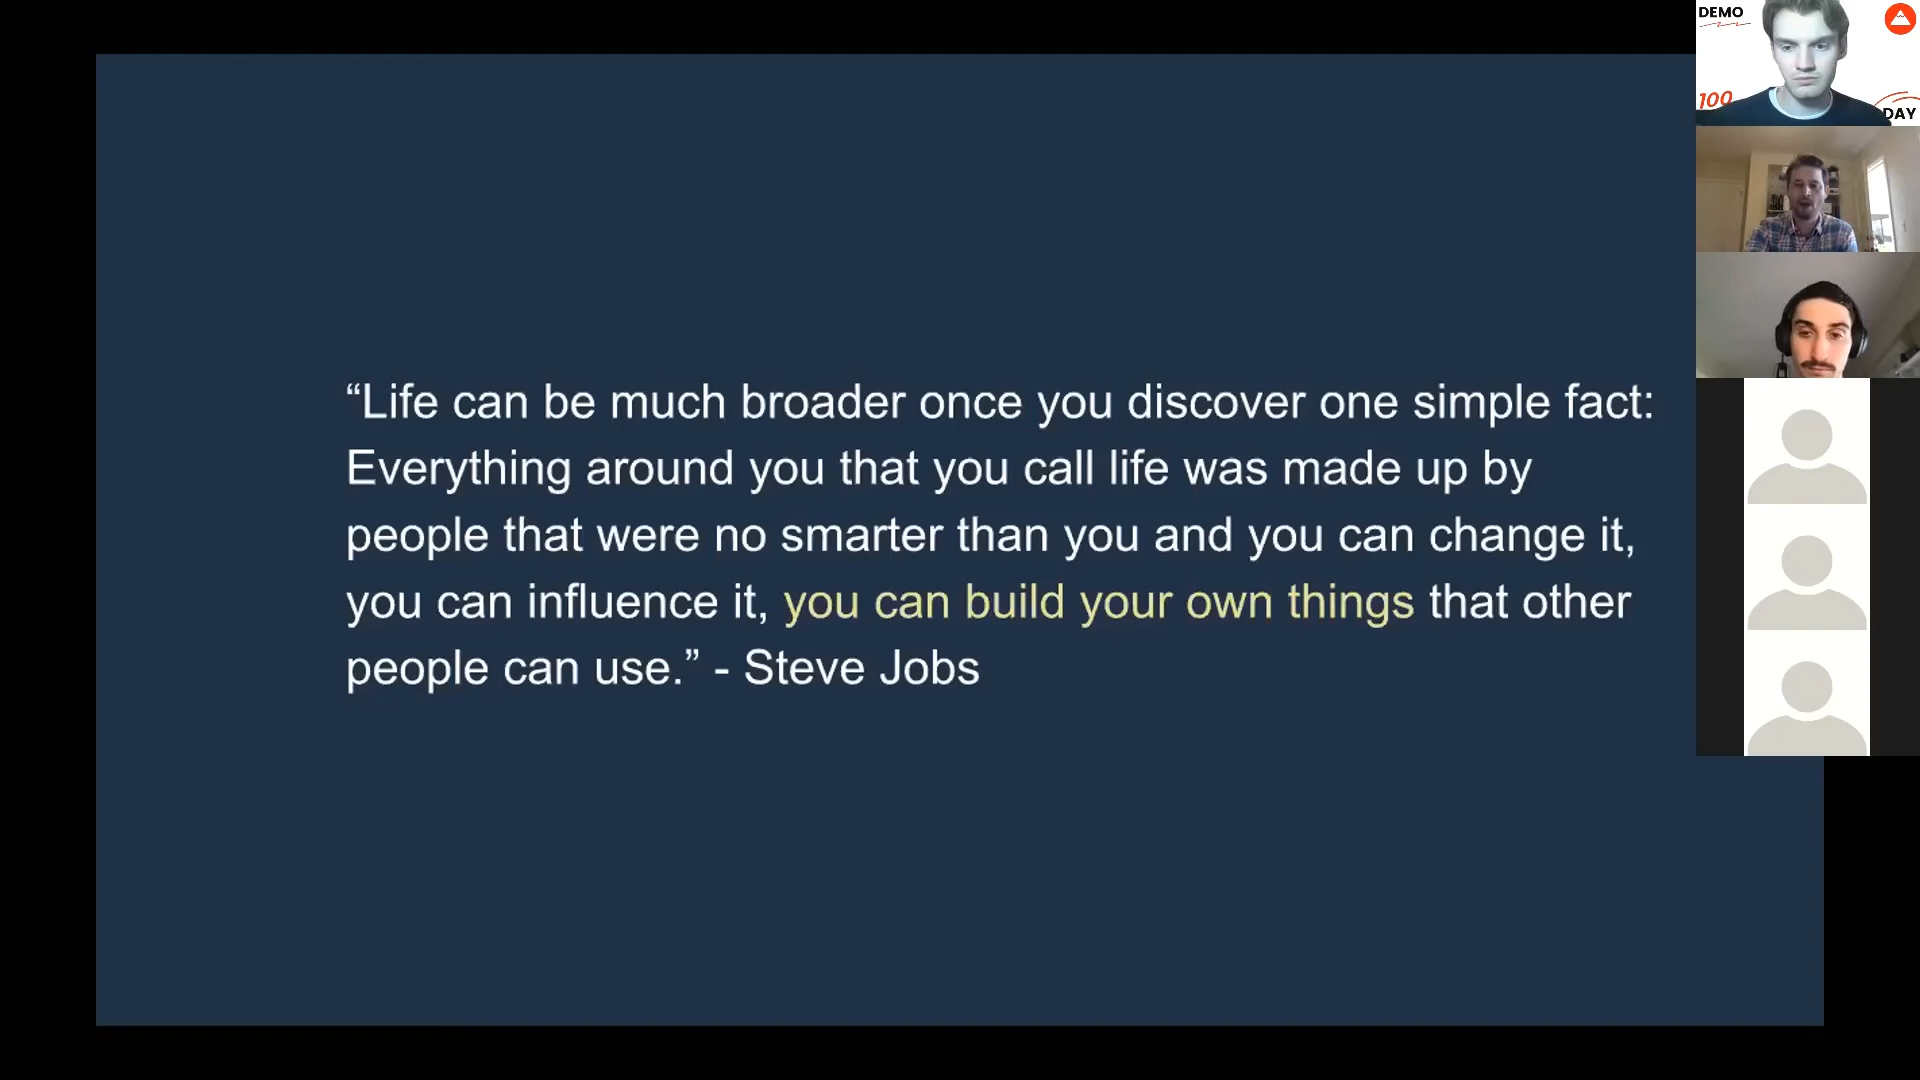 “Life can be much broader once you discover one simple fact:
Everything around you that you call life was made up by
people that were no smarter than you and you can change it,
you can influence it, you can build your own things that other
people can use.” - Steve Jobs
DEMO
100
DAY